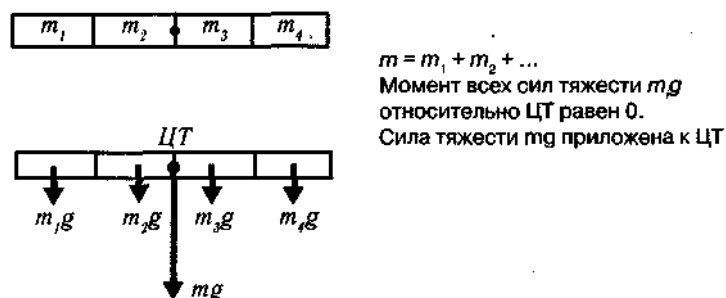 m₁ m₂ m₃ m₄
m = m₁ + m₂ + ...
Момент всех сил тяжести mᵢg
относительно ЦТ равен 0.
Сила тяжести mg приложена к ЦТ
ЦТ
m₁g m₂g m₃g m₄g
mg